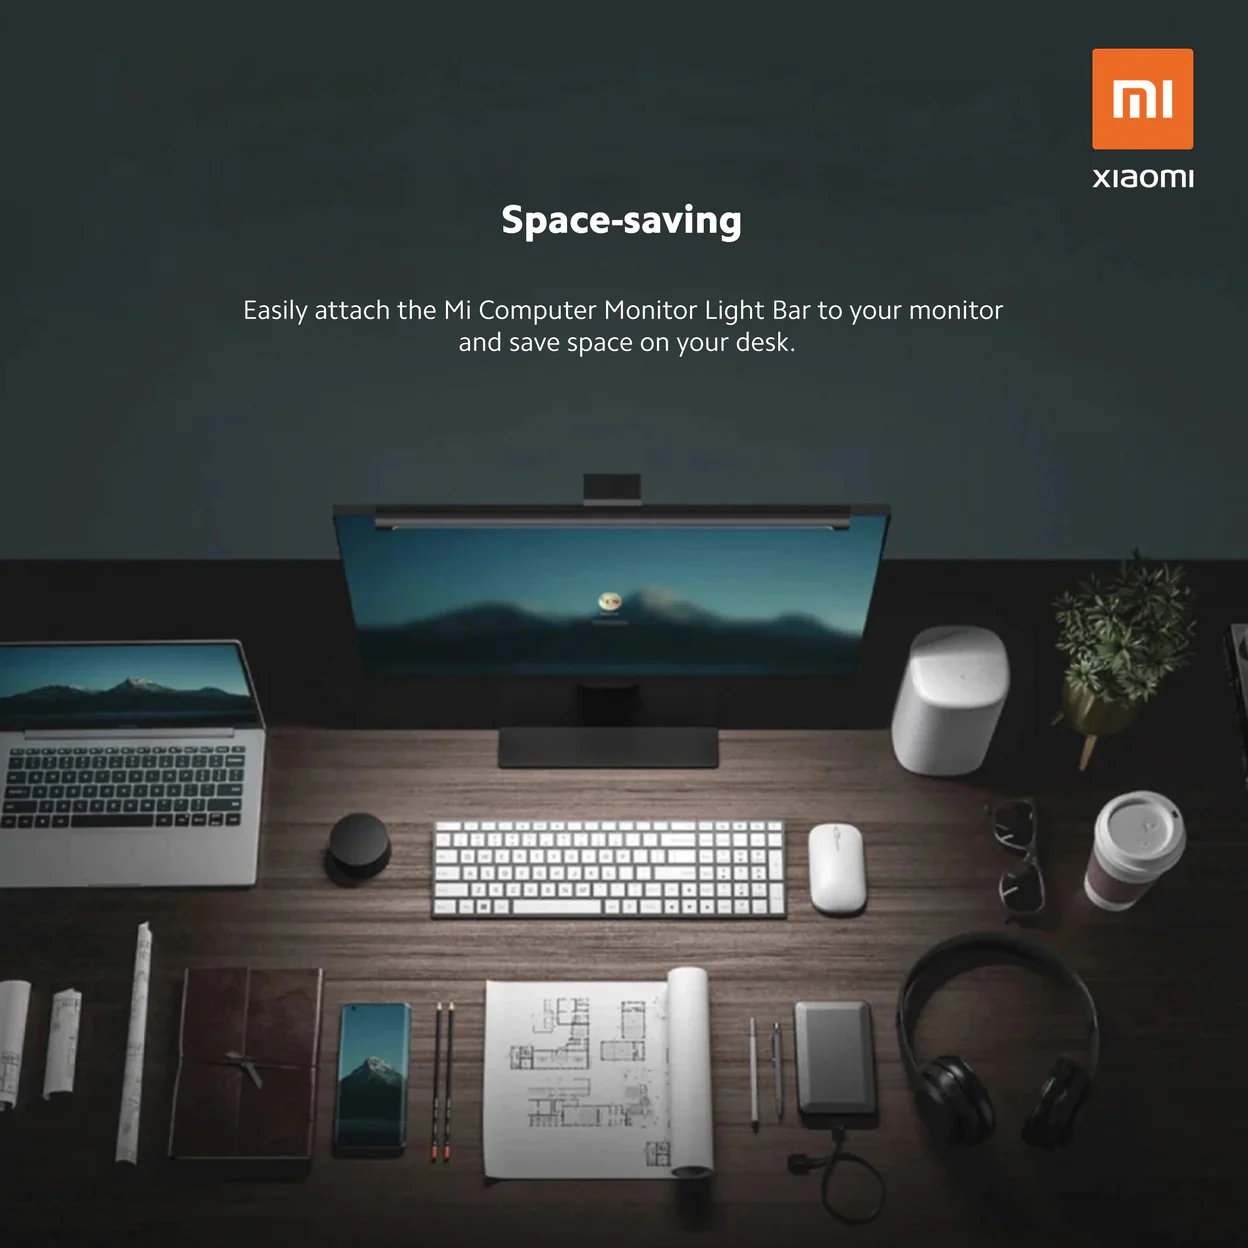 mi
xiaomi
Space-saving
Easily attach the Mi Computer Monitor Light Bar to your monitor
and save space on your desk.